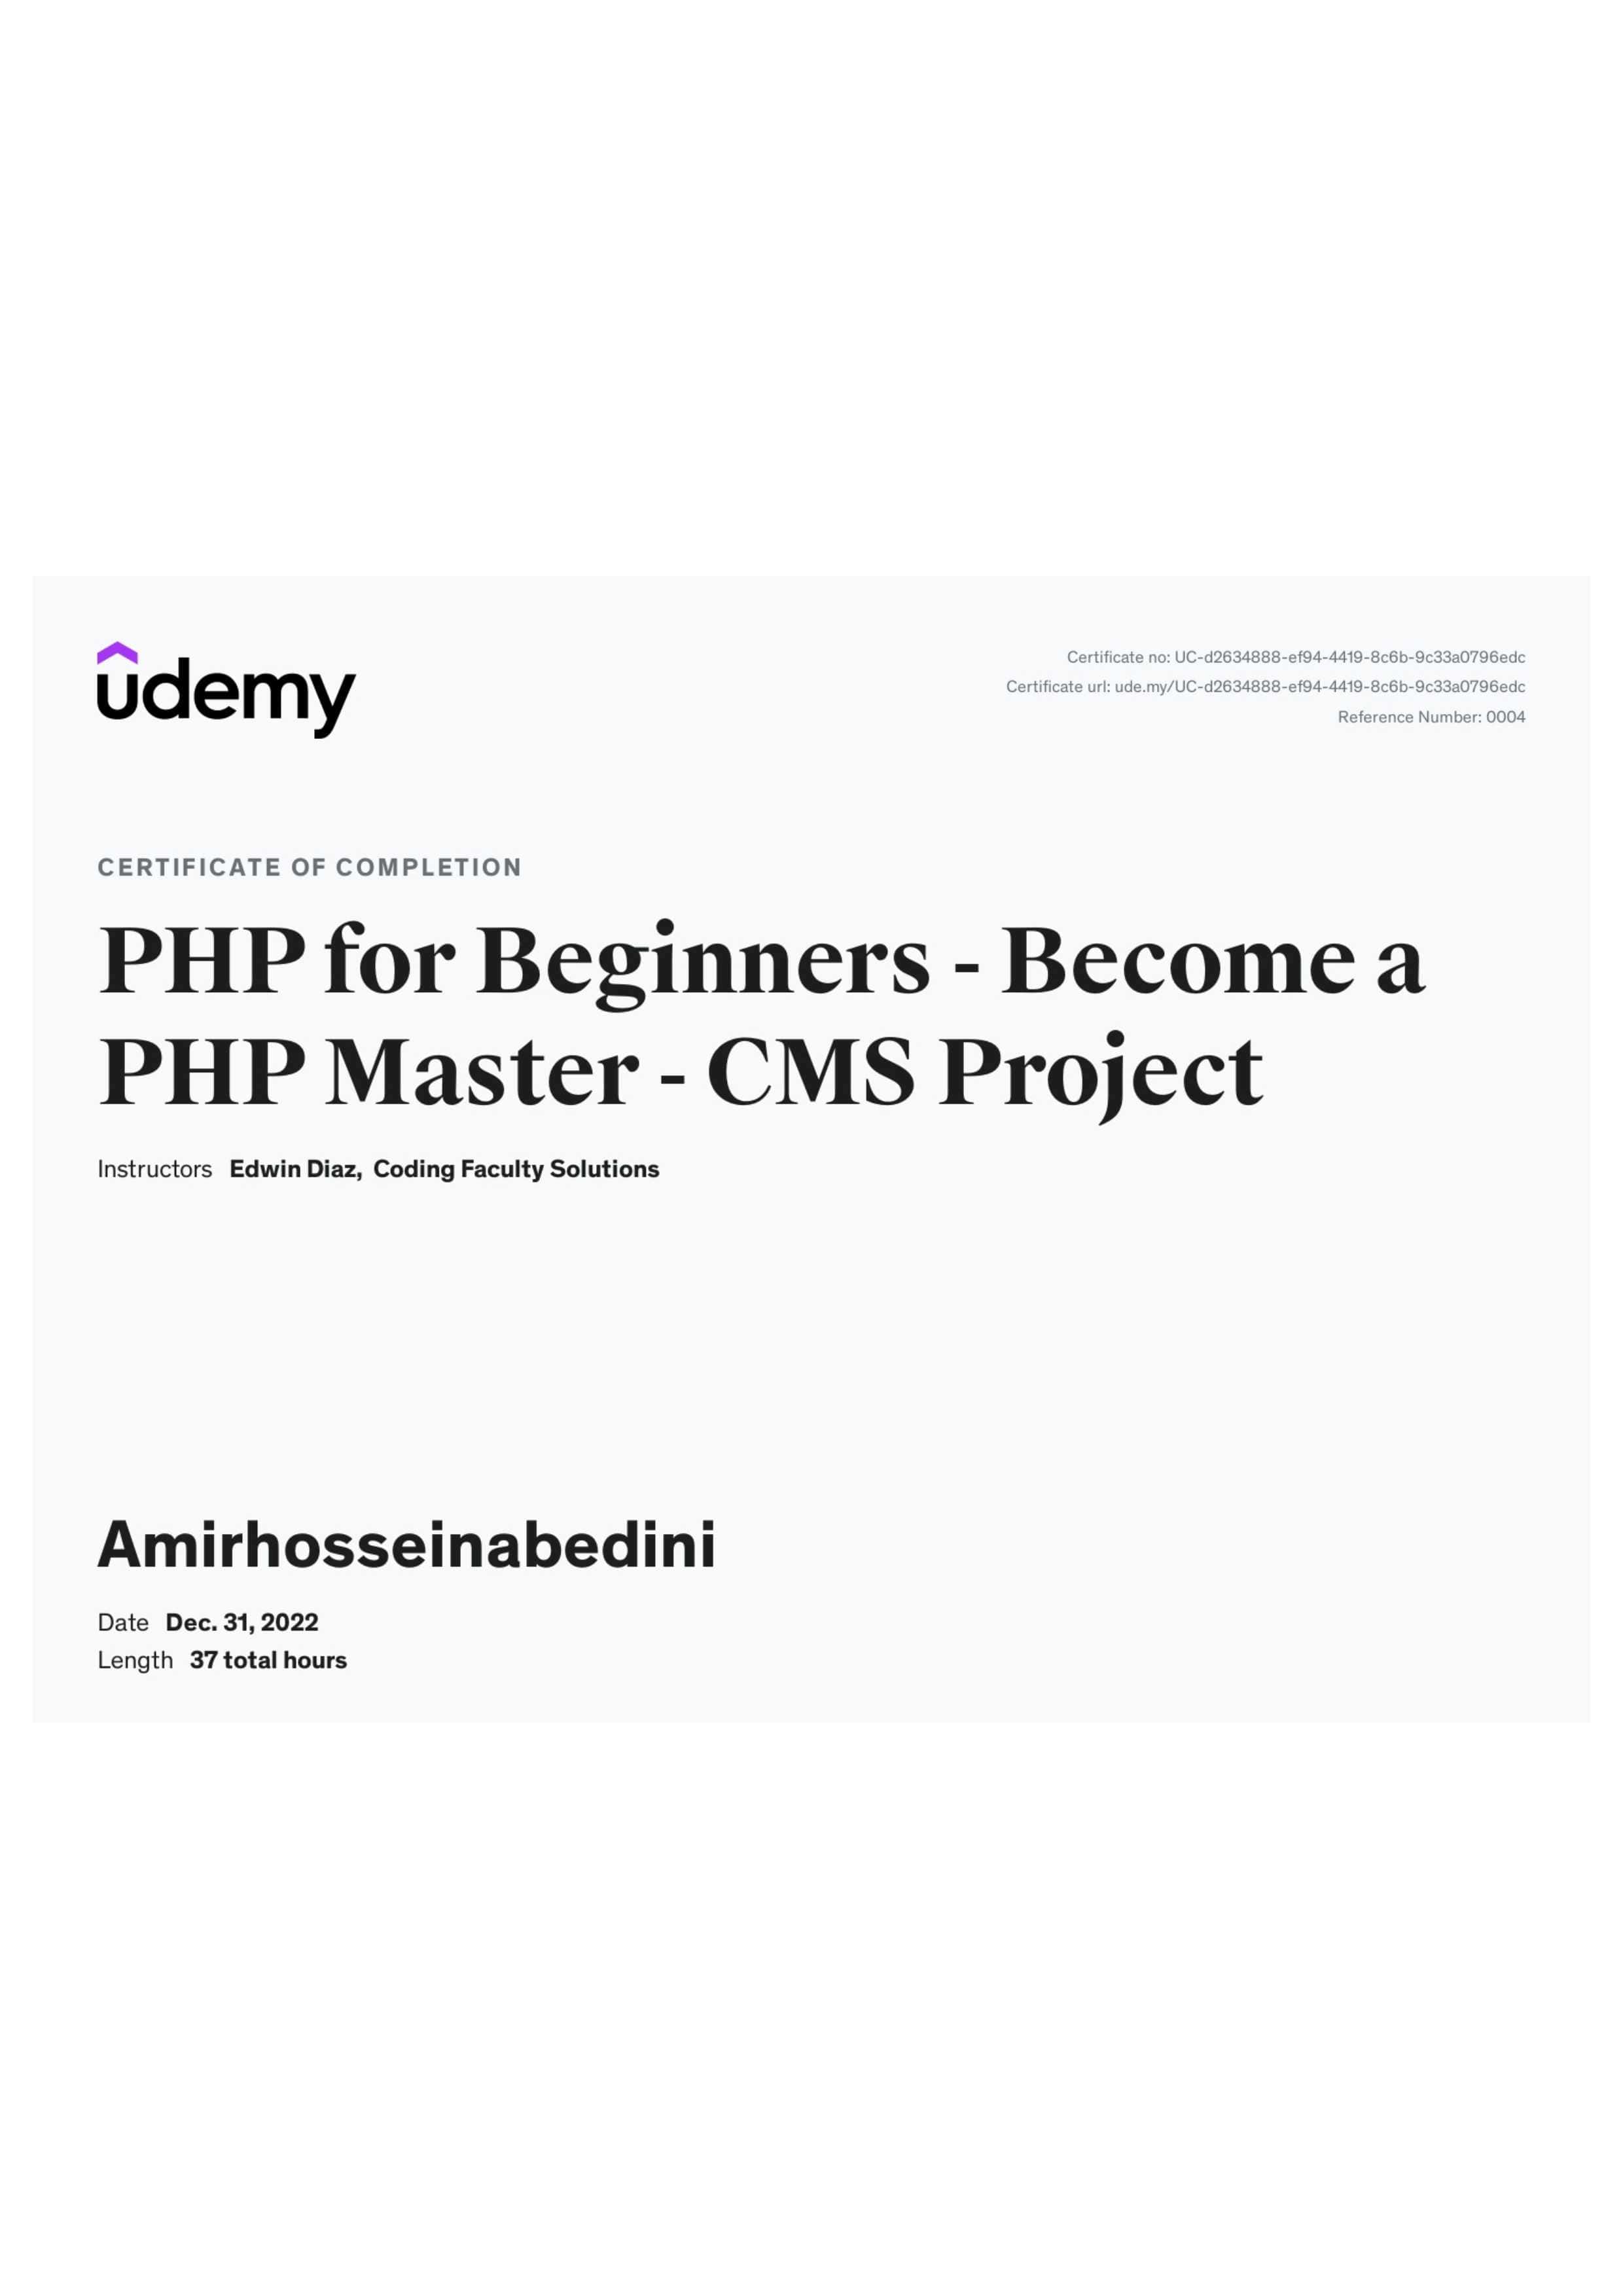 udemy
Certificate no: UC-d2634888-ef94-4419-8c6b-9c33a0796edc
Certificate url: ude.my/UC-d2634888-ef94-4419-8c6b-9c33a0796edc
Reference Number: 0004
CERTIFICATE OF COMPLETION
PHP for Beginners - Become a
PHP Master - CMS Project
Instructors Edwin Diaz, Coding Faculty Solutions
Amirhosseinabedini
Date Dec. 31, 2022
Length 37 total hours